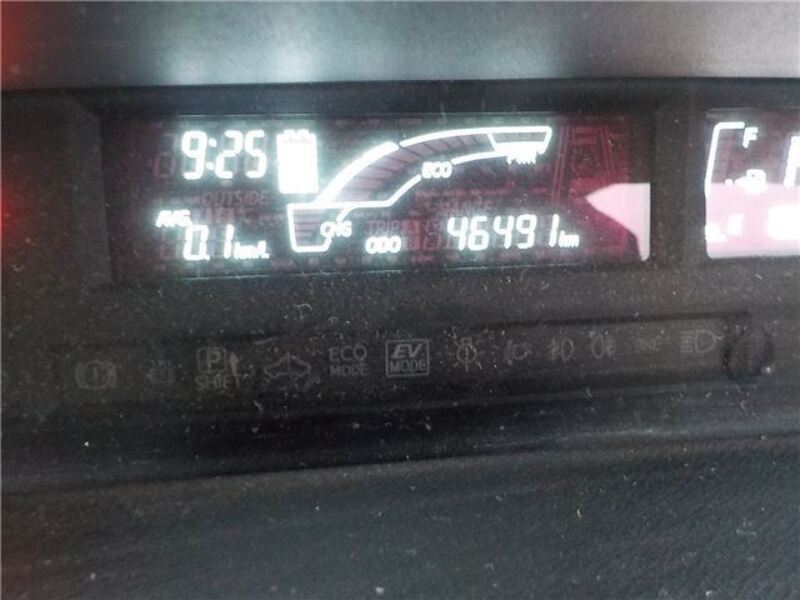 9:25
ECO
PWR
F
OUTSIDE
AVG
0.1 km/L
CHG
TRIP
ODO
46491 km
E
P
SHIFT
ECO
MODE
EV
MODE